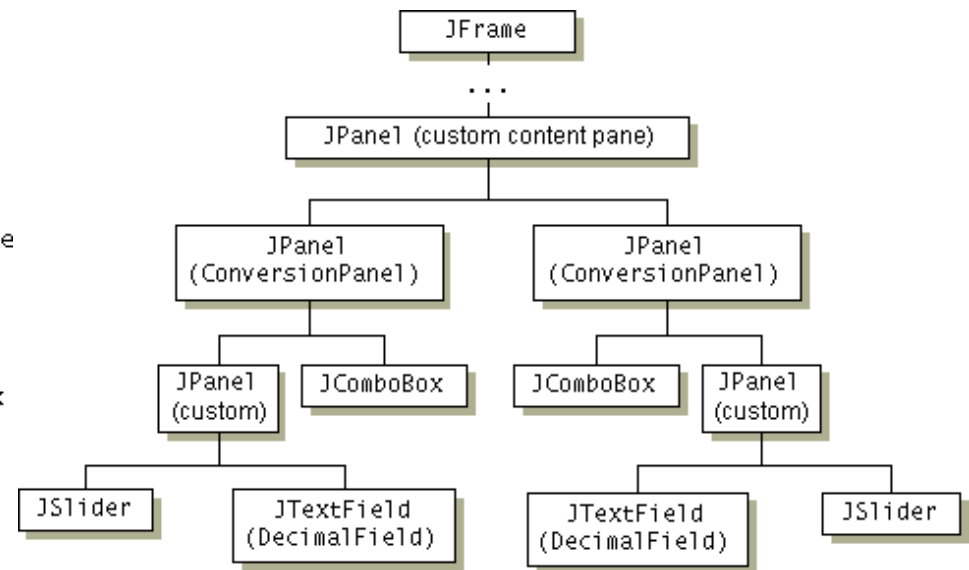 JFrame
...
JPanel (custom content pane)
e
JPanel
(ConversionPanel)
JPanel
(ConversionPanel)
JPanel
(custom)
JComboBox
JComboBox
JPanel
(custom)
x
JSlider
JTextField
(DecimalField)
JTextField
(DecimalField)
JSlider